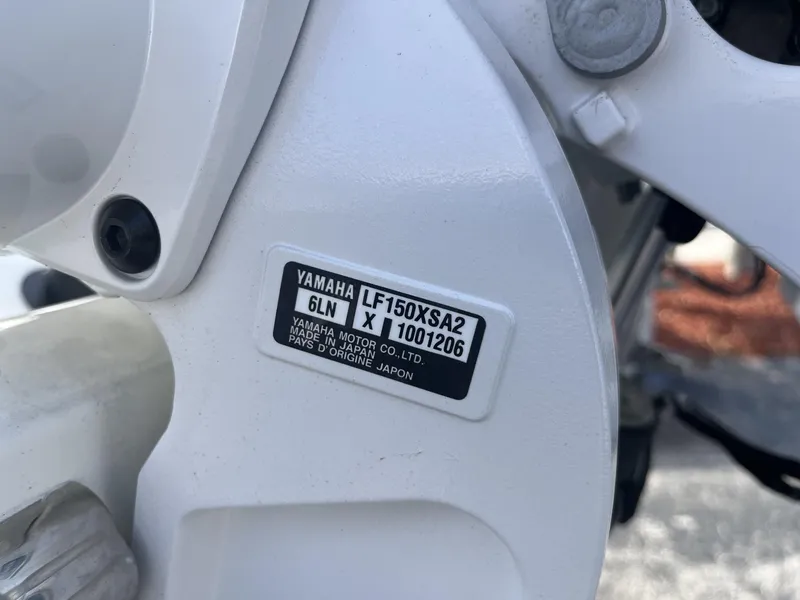 YAMAHA LF150XSA2
6LN X 1001206
YAMAHA MOTOR CO.,LTD.
MADE IN JAPAN
PAYS D'ORIGINE JAPON